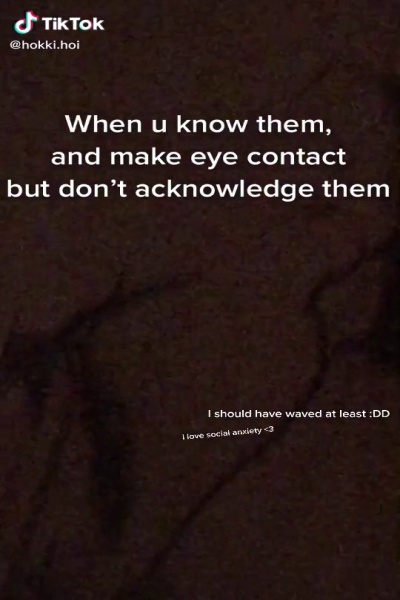 TikTok
@hokki.hoi
When u know them,
and make eye contact
but don't acknowledge them
I should have waved at least :DD
I love social anxiety <3